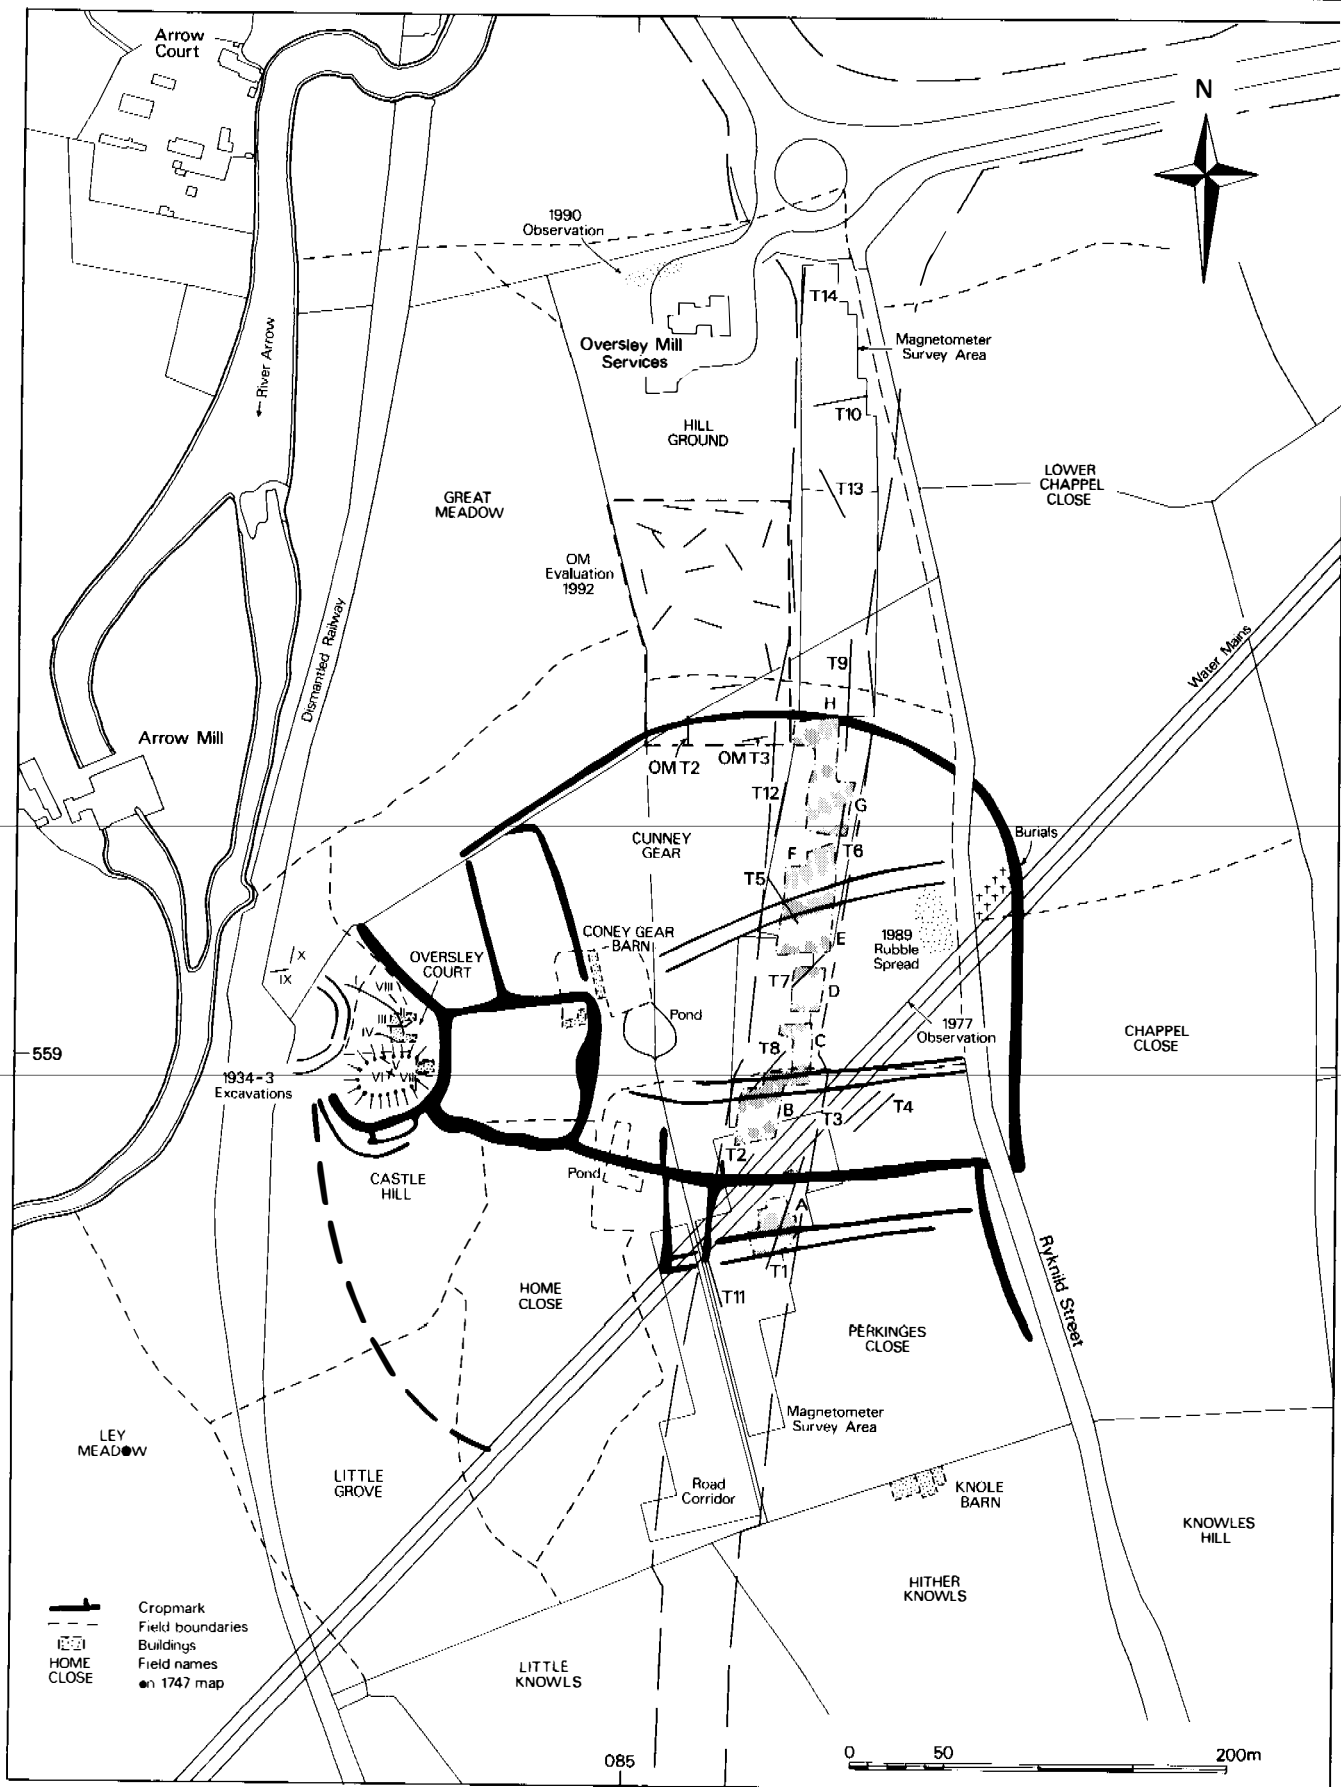 Arrow
Court
N
1990
Observation
T14
Oversley Mill
Services
Magnetometer
Survey Area
River Arrow
T10
HILL
GROUND
T13
LOWER
CHAPPEL
CLOSE
GREAT
MEADOW
OM
Evaluation
1992
Dismantled Railway
Water Mains
T9
H
Arrow Mill
OM T2
OM T3
T12
G
Burials
CUNNEY
GEAR
F
T6
T5
CONEY GEAR
BARN
E
1989
Rubble
Spread
X
IX
OVERSLEY
COURT
VIII
T7
D
III
II
IV
Pond
1977
Observation
CHAPPEL
CLOSE
559
T8
C
V
VI
VII
1934-3
Excavations
B
T3
T4
T2
Pond
CASTLE
HILL
A
T1
T11
HOME
CLOSE
Ryknild Street
PERKINGES
CLOSE
Magnetometer
Survey Area
LEY
MEADOW
LITTLE
GROVE
Road
Corridor
KNOLE
BARN
KNOWLES
HILL
HITHER
KNOWLS
LITTLE
KNOWLS
Cropmark
Field boundaries
Buildings
HOME
CLOSE
Field names
on 1747 map
085
0 50 200m